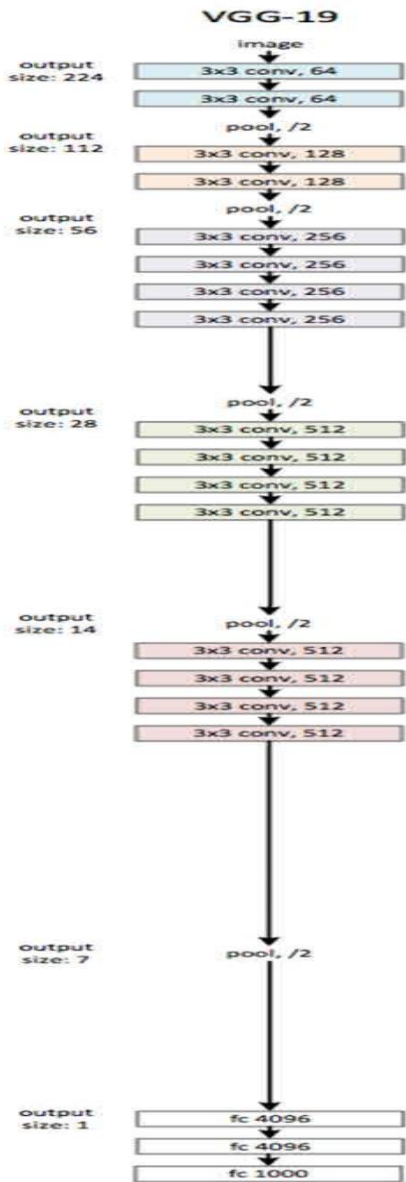 VGG-19
image
output
size: 224
3x3 conv, 64
3x3 conv, 64
pool, /2
output
size: 112
3x3 conv, 128
3x3 conv, 128
pool, /2
output
size: 56
3x3 conv, 256
3x3 conv, 256
3x3 conv, 256
3x3 conv, 256
pool, /2
output
size: 28
3x3 conv, 512
3x3 conv, 512
3x3 conv, 512
3x3 conv, 512
output
size: 14
pool, /2
3x3 conv, 512
3x3 conv, 512
3x3 conv, 512
3x3 conv, 512
output
size: 7
pool, /2
output
size: 1
fc 4096
fc 4096
fc 1000